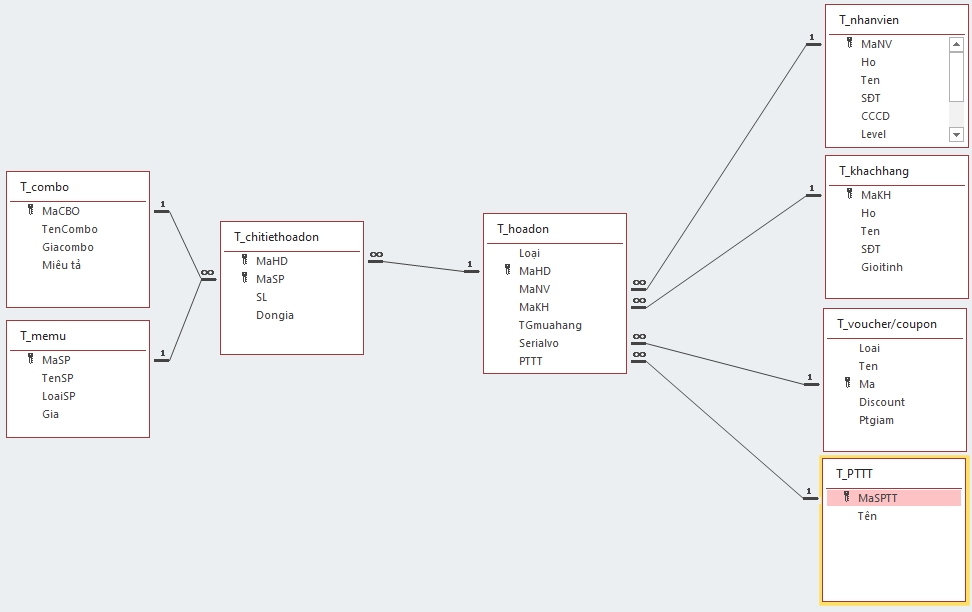 T_combo
MaCBO
TenCombo
Giacombo
Miêu tả
T_memu
MaSP
TenSP
LoaiSP
Gia
T_chitiethoadon
MaHD
MaSP
SL
Dongia
T_hoadon
Loại
MaHD
MaNV
MaKH
TGmuahang
Serialvo
PTTT
T_nhanvien
MaNV
Ho
Ten
SĐT
CCCD
Level
T_khachhang
MaKH
Ho
Ten
SĐT
Gioitinh
T_voucher/coupon
Loai
Ten
Ma
Discount
Ptgiam
T_PTTT
MaSPTT
Tên
1
1
∞
∞
1
∞
∞
∞
∞
1
1
1
1